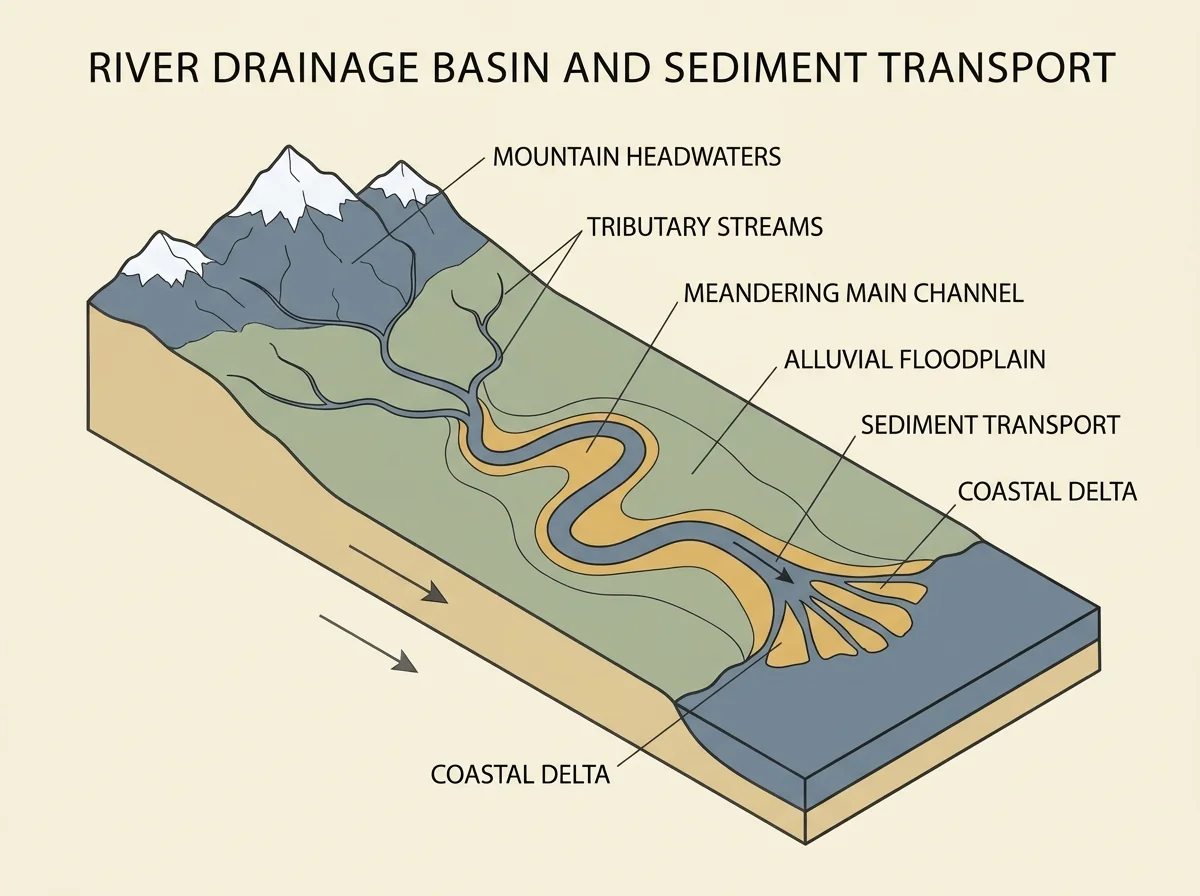 RIVER DRAINAGE BASIN AND SEDIMENT TRANSPORT
MOUNTAIN HEADWATERS
TRIBUTARY STREAMS
MEANDERING MAIN CHANNEL
ALLUVIAL FLOODPLAIN
SEDIMENT TRANSPORT
COASTAL DELTA
COASTAL DELTA